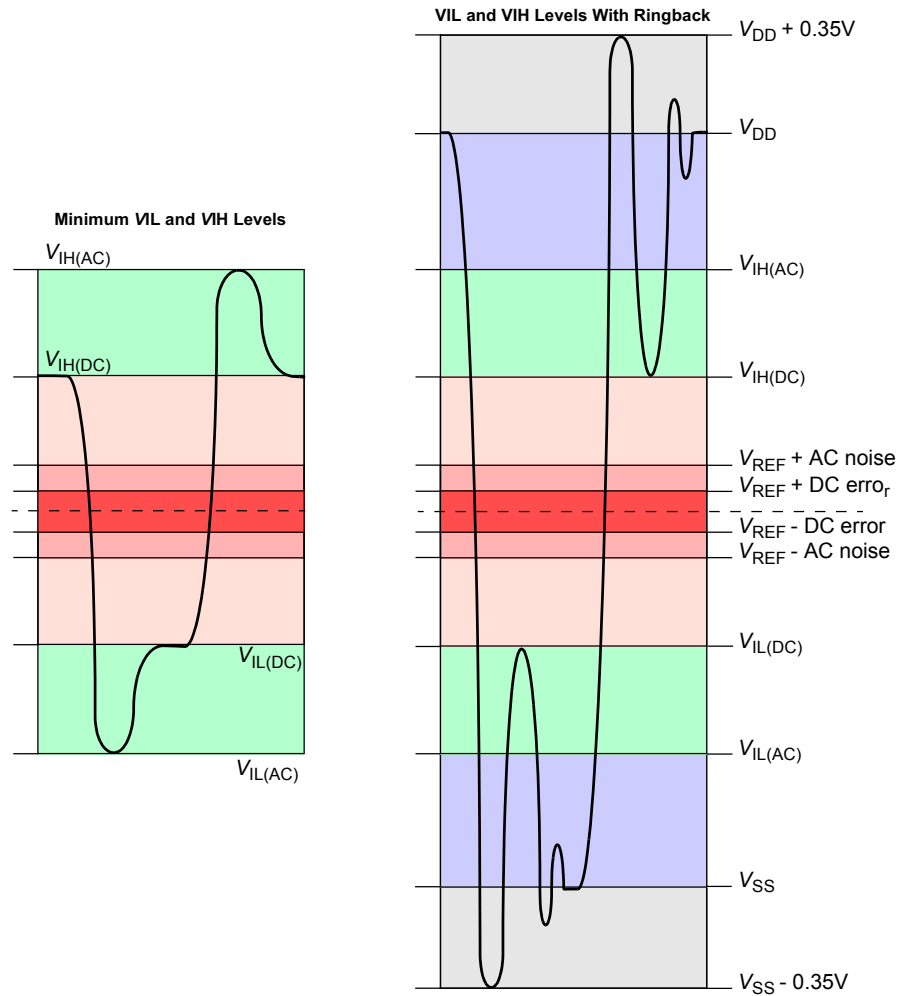 VIL and VIH Levels With Ringback
VDD + 0.35V
VDD
Minimum VIL and VIH Levels
VIH(AC)
VIH(AC)
VIH(DC)
VIH(DC)
VREF + AC noise
VREF + DC error
VREF - DC error
VREF - AC noise
VIL(DC)
VIL(DC)
VIL(AC)
VIL(AC)
VSS
VSS - 0.35V